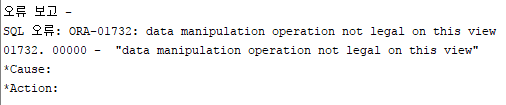 오류 보고 -
SQL 오류: ORA-01732: data manipulation operation not legal on this view
01732. 00000 -  "data manipulation operation not legal on this view"
*Cause:
*Action: